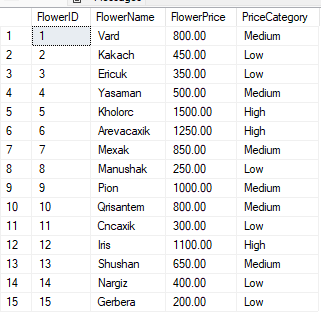 FlowerID FlowerName FlowerPrice PriceCategory
1 1 Vard 800.00 Medium
2 2 Kakach 450.00 Low
3 3 Ericuk 350.00 Low
4 4 Yasaman 500.00 Medium
5 5 Kholorc 1500.00 High
6 6 Arevacaxik 1250.00 High
7 7 Mexak 850.00 Medium
8 8 Manushak 250.00 Low
9 9 Pion 1000.00 Medium
10 10 Qrisantem 800.00 Medium
11 11 Cncaxik 300.00 Low
12 12 Iris 1100.00 High
13 13 Shushan 650.00 Medium
14 14 Nargiz 400.00 Low
15 15 Gerbera 200.00 Low